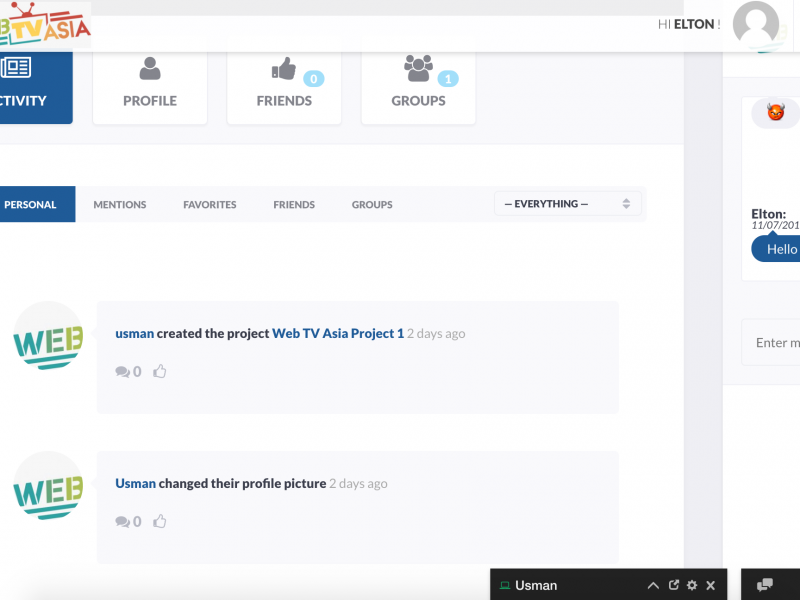 BTVASIA
HI ELTON !
CTIVITY
PROFILE
0
FRIENDS
1
GROUPS
PERSONAL
MENTIONS
FAVORITES
FRIENDS
GROUPS
— EVERYTHING —
Elton:
11/07/201
Hello
WEB
usman created the project Web TV Asia Project 1 2 days ago
0
Enter m
WEB
Usman changed their profile picture 2 days ago
0
Usman